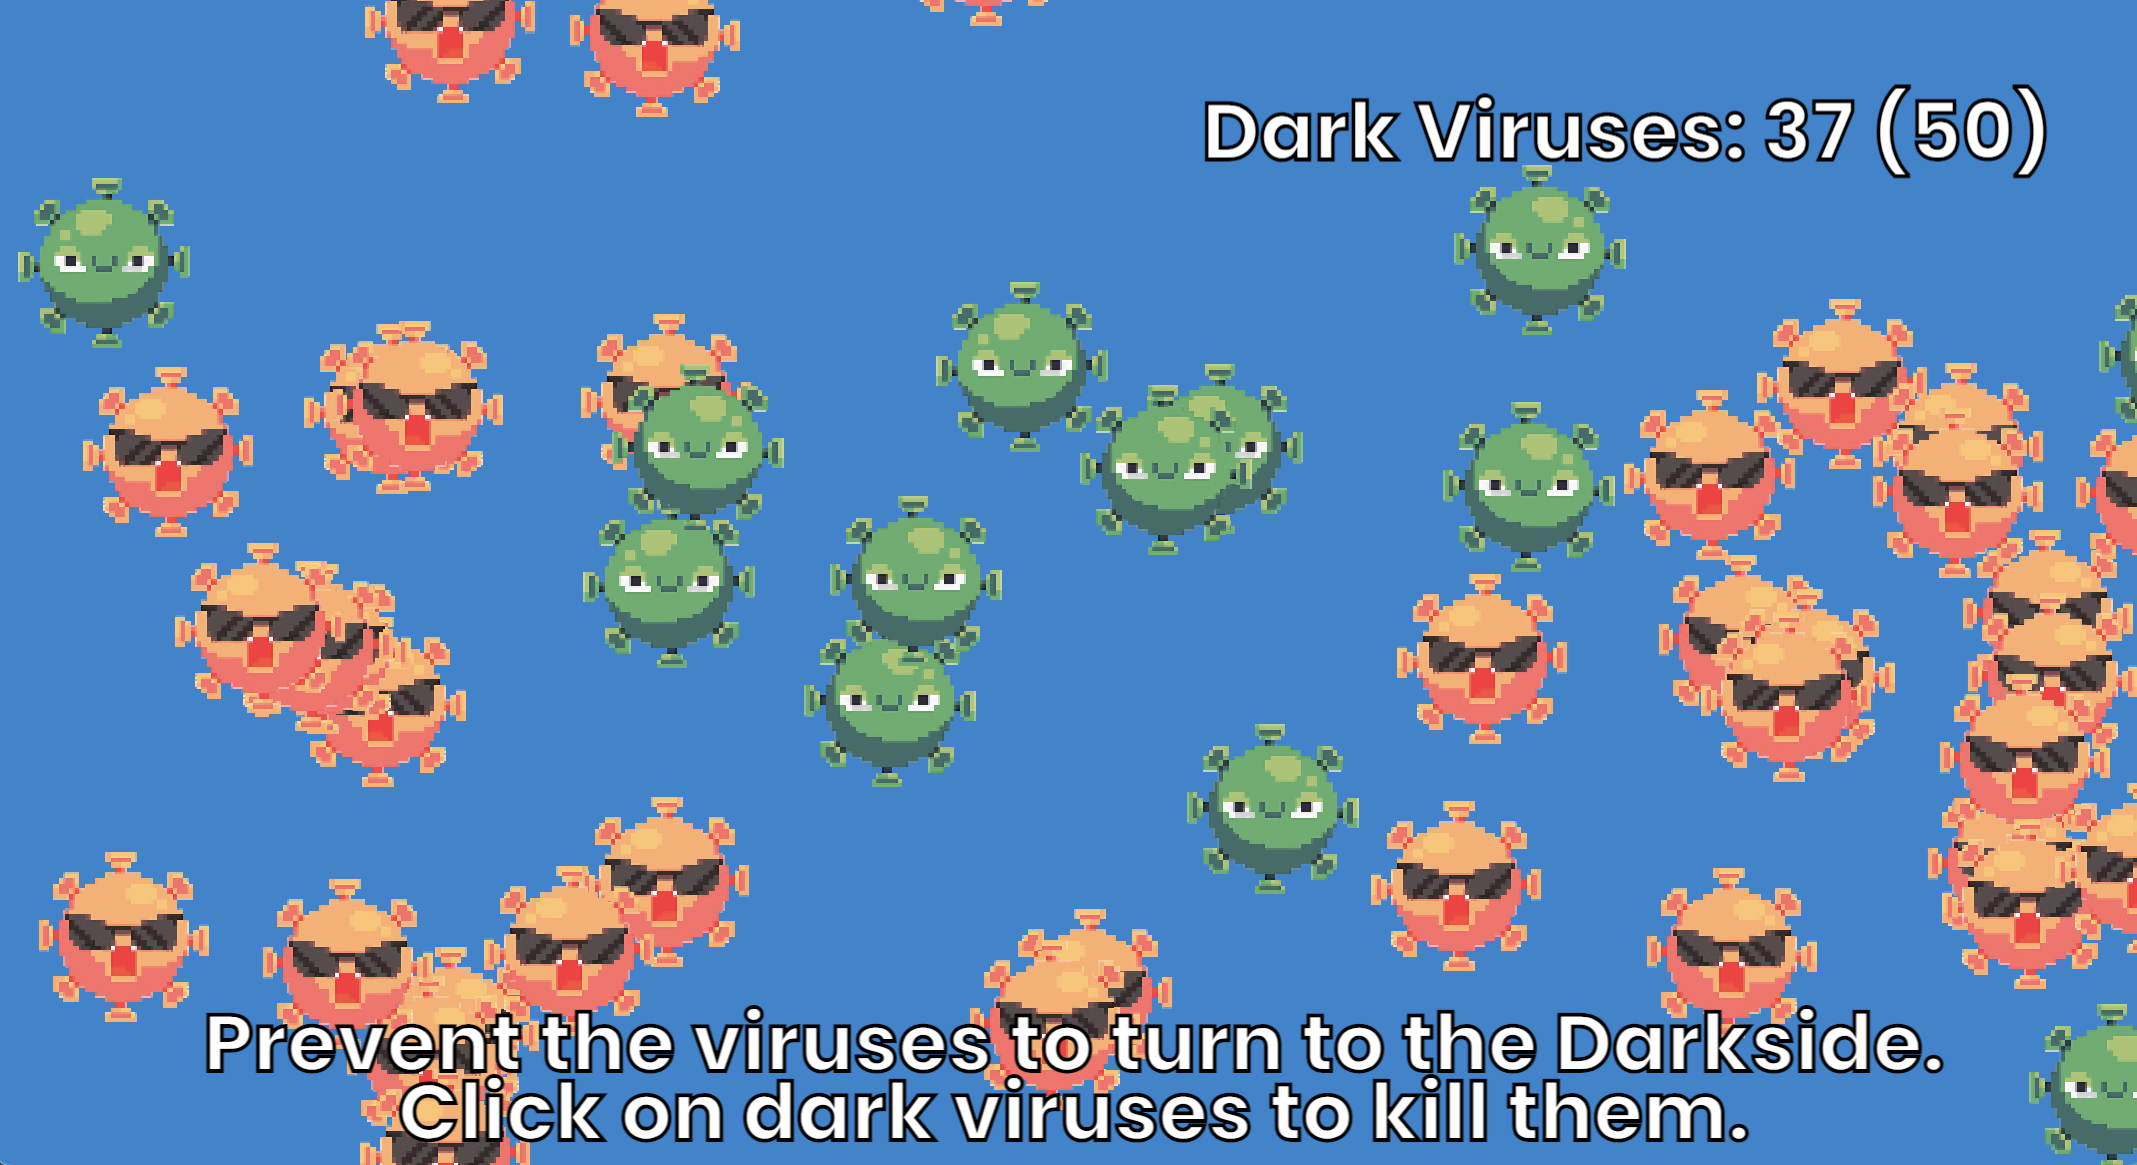 Dark Viruses: 37 (50)
Prevent the viruses to turn to the Darkside.
Click on dark viruses to kill them.